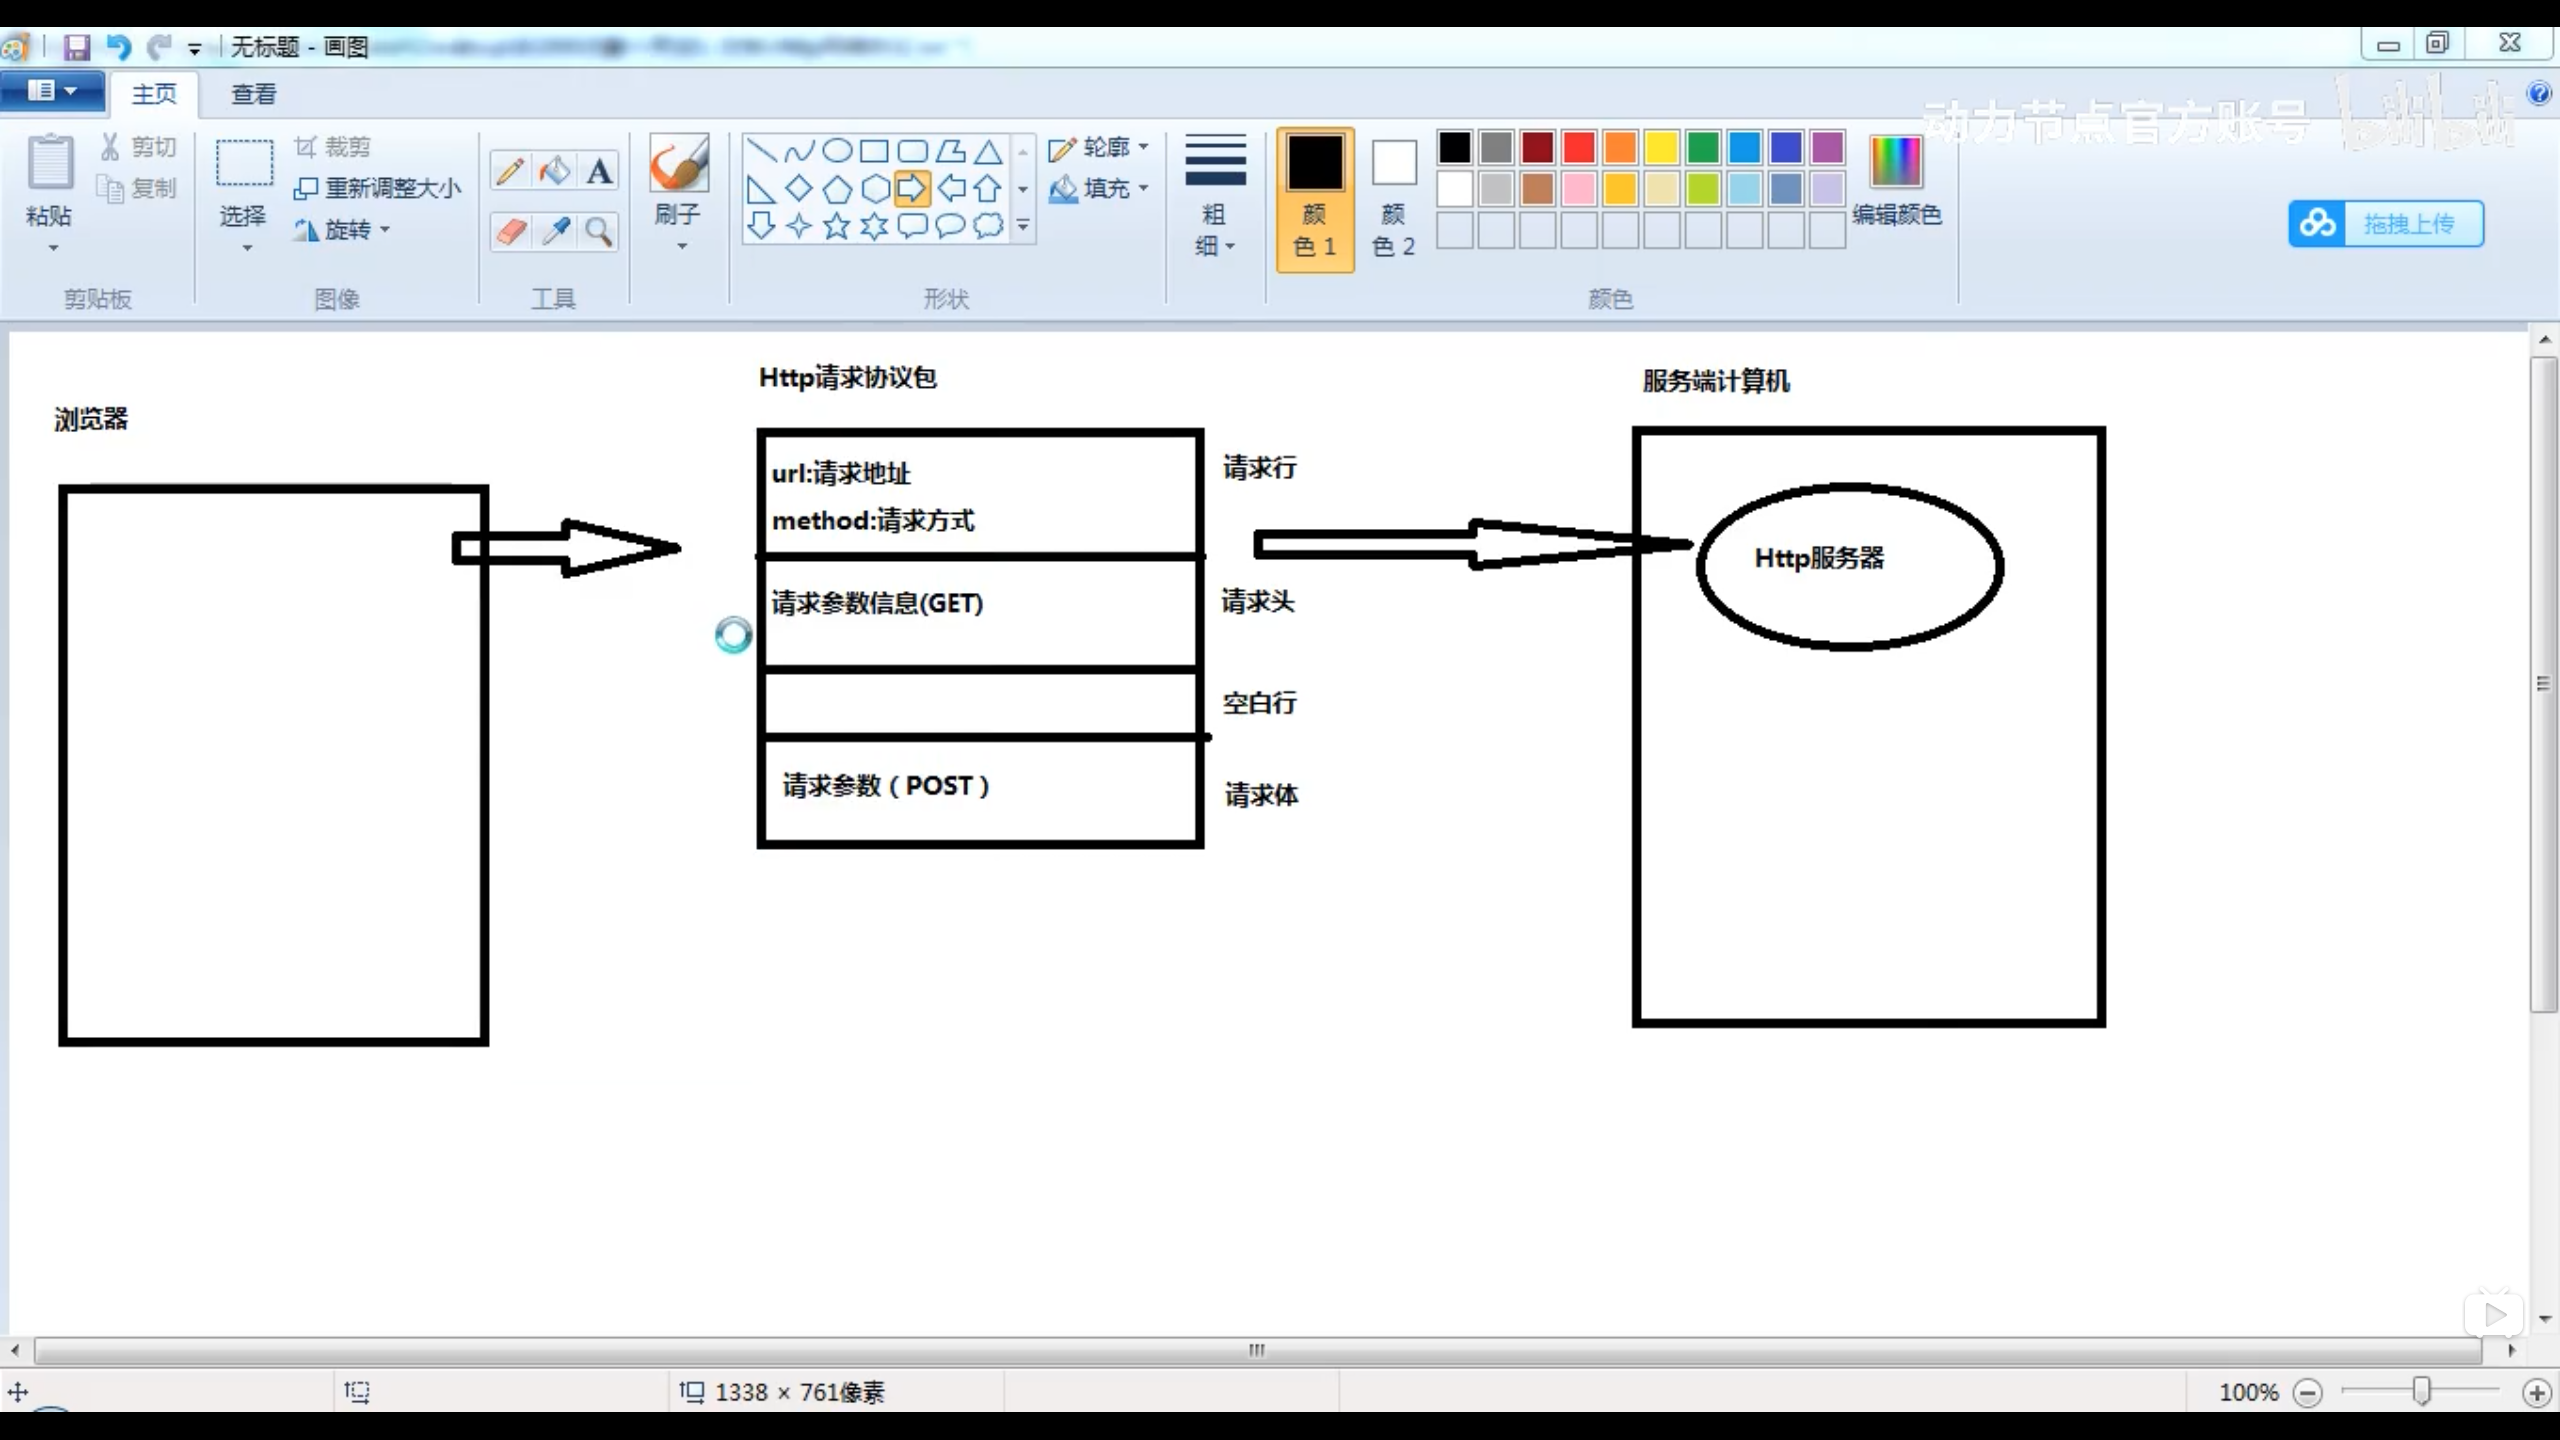 无标题 - 画图
主页
查看
动力节点官方账号
bilibili
剪切
裁剪
轮廓
复制
重新调整大小
填充
粘贴
选择
旋转
A
刷子
粗
细
颜
色 1
颜
色 2
编辑颜色
拖拽上传
剪贴板
图像
工具
形状
颜色
Http请求协议包
服务端计算机
浏览器
url:请求地址
请求行
method:请求方式
Http服务器
请求参数信息(GET)
请求头
空白行
请求参数（POST）
请求体
1338 × 761像素
100%